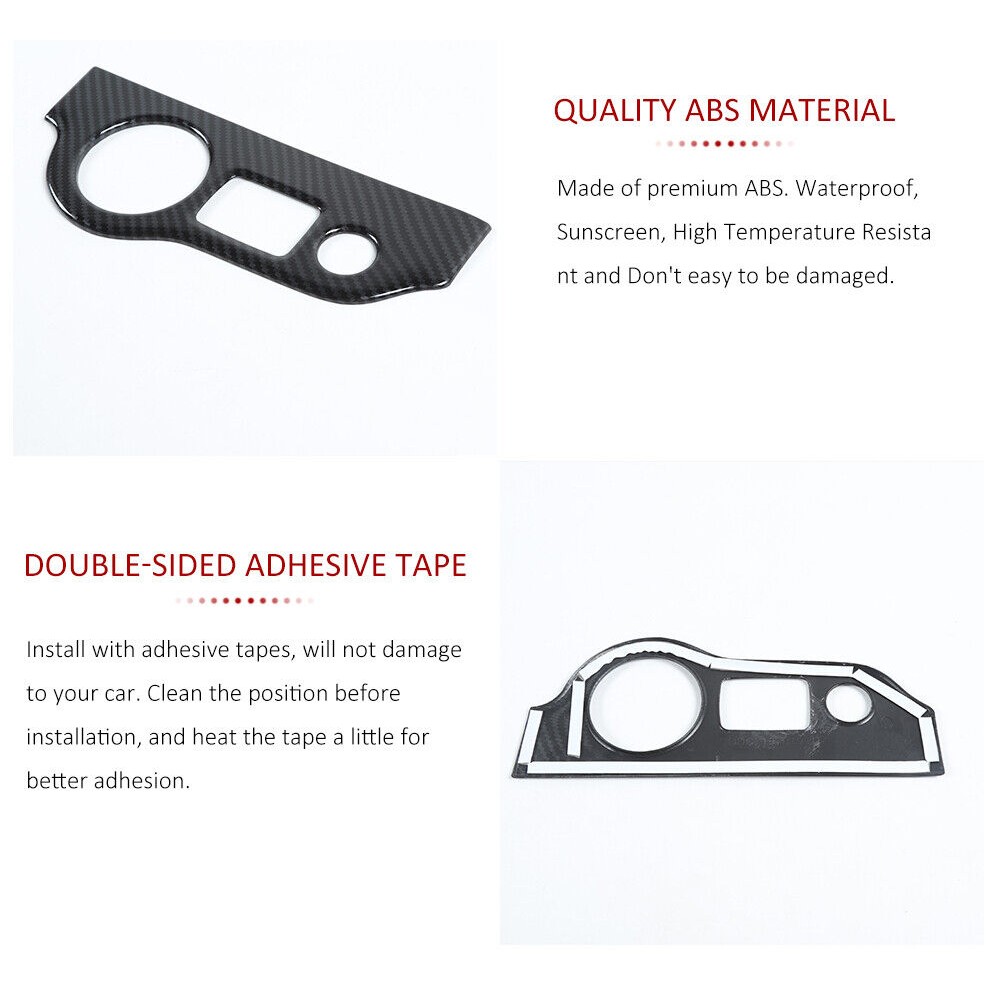 QUALITY ABS MATERIAL
Made of premium ABS. Waterproof,
Sunscreen, High Temperature Resista
nt and Don't easy to be damaged.
DOUBLE-SIDED ADHESIVE TAPE
Install with adhesive tapes, will not damage
to your car. Clean the position before
installation, and heat the tape a little for
better adhesion.